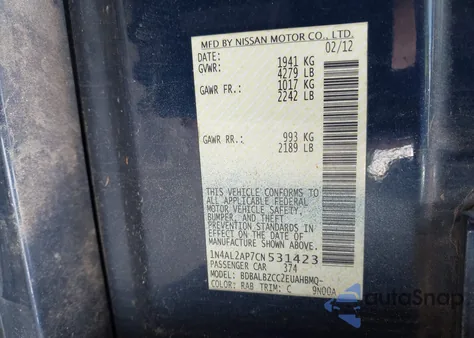 MFD BY NISSAN MOTOR CO., LTD.
DATE: 02/12
GVWR: 1941 KG
4279 LB
GAWR FR.: 1017 KG
2242 LB
GAWR RR.: 993 KG
2189 LB
THIS VEHICLE CONFORMS TO
ALL APPLICABLE FEDERAL
MOTOR VEHICLE SAFETY,
BUMPER, AND THEFT
PREVENTION STANDARDS IN
EFFECT ON THE DATE OF
MANUFACTURE SHOWN ABOVE.
1N4AL2AP7CN531423
PASSENGER CAR 374
MODEL: BDBALBZCCZEUAHBMQ-
COLOR: RAB TRIM: C 9N00A
autoSnap